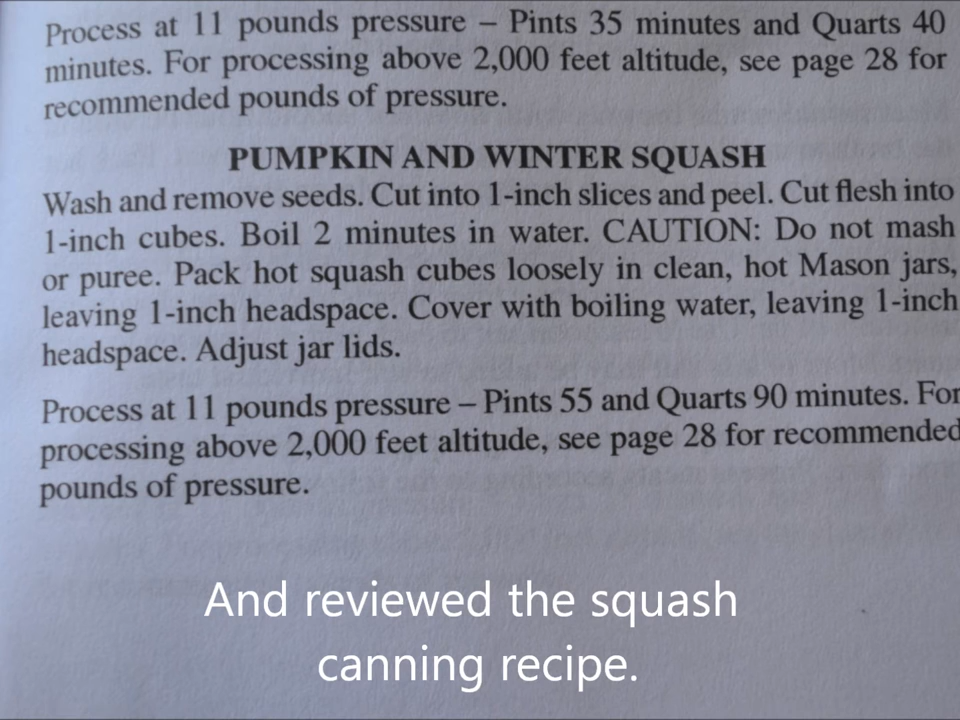 Process at 11 pounds pressure – Pints 35 minutes and Quarts 40
minutes. For processing above 2,000 feet altitude, see page 28 for
recommended pounds of pressure.
PUMPKIN AND WINTER SQUASH
Wash and remove seeds. Cut into 1-inch slices and peel. Cut flesh into
1-inch cubes. Boil 2 minutes in water. CAUTION: Do not mash
or puree. Pack hot squash cubes loosely in clean, hot Mason jars,
leaving 1-inch headspace. Cover with boiling water, leaving 1-inch
headspace. Adjust jar lids.
Process at 11 pounds pressure – Pints 55 and Quarts 90 minutes. For
processing above 2,000 feet altitude, see page 28 for recommended
pounds of pressure.
And reviewed the squash
canning recipe.